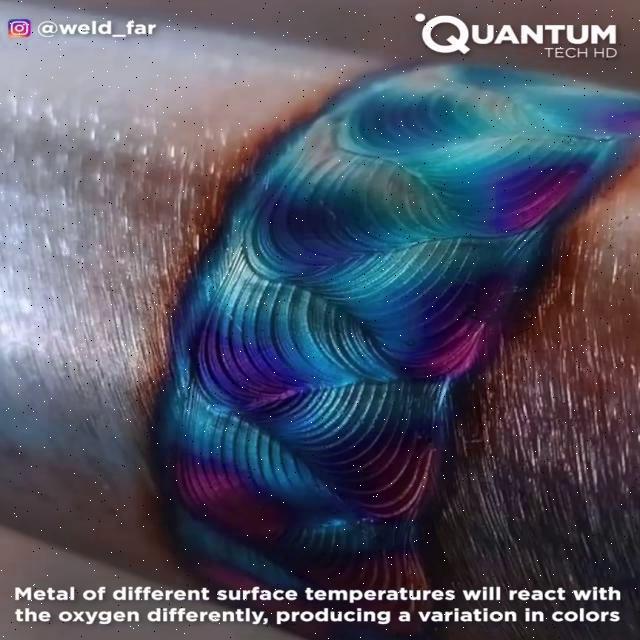 @weld_far
QUANTUM
TECH HD
Metal of different surface temperatures will react with
the oxygen differently, producing a variation in colors